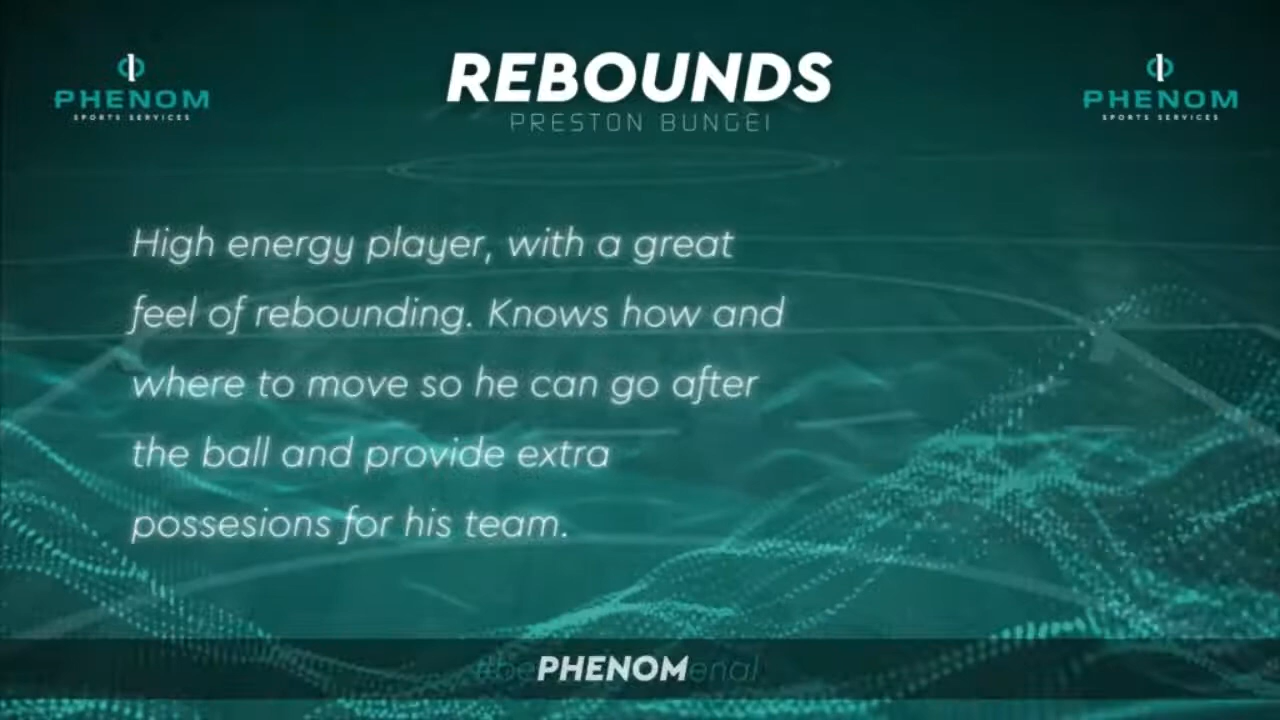 PHENOM
SPORTS SERVICES
REBOUNDS
PRESTON BUNGEI
PHENOM
SPORTS SERVICES
High energy player, with a great
feel of rebounding. Knows how and
where to move so he can go after
the ball and provide extra
possesions for his team.
#bePHENOMenal